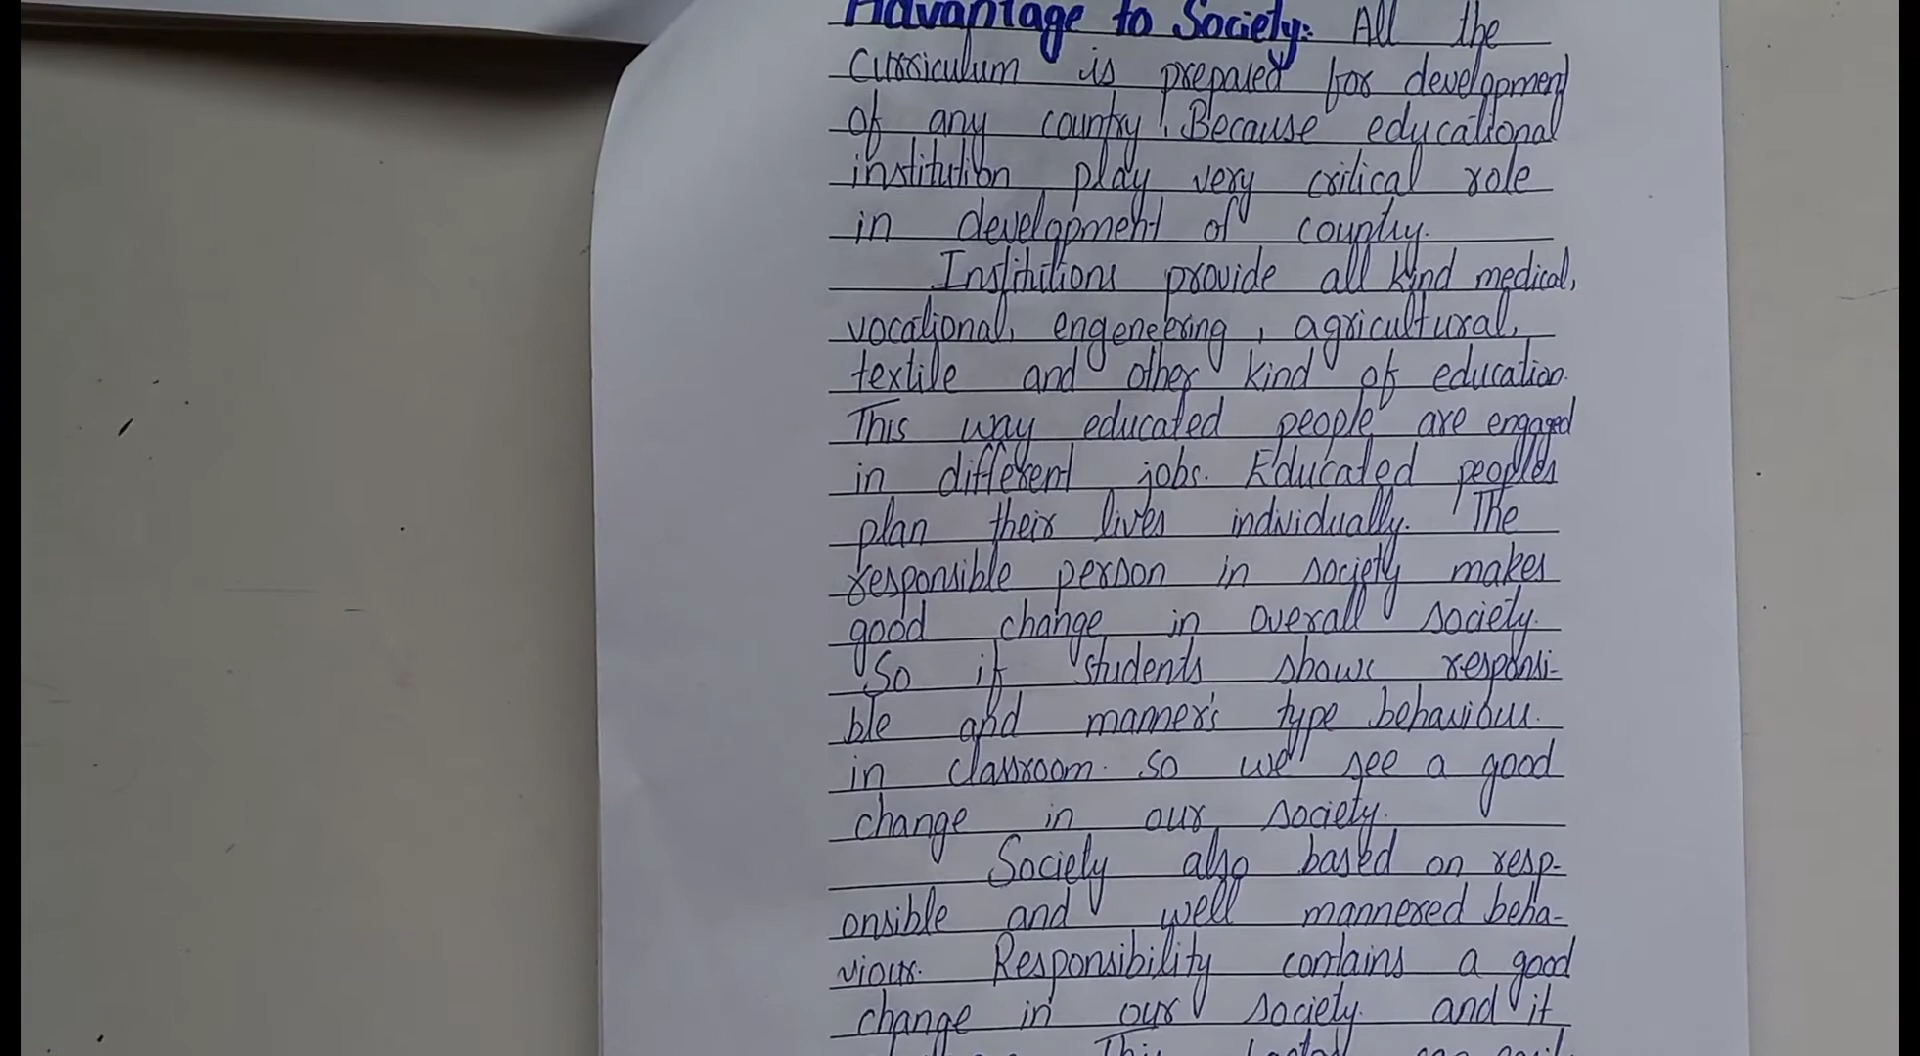 Advantage to Society: All the
curriculum is prepared for development
of any country. Because educational
institution play very critical role
in development of country.
Institutions provide all kind medical,
vocational, engeneering, agricultural,
textile and other kind of education.
This way educated people are engaged
in different jobs. Educated peoples
plan their lives individually. The
responsible person in society makes
good change in overall society.
So if students shows responsi-
ble and manner's type behaviour
in classroom. so we see a good
change in our society.
Society also based on resp-
onsible and well mannered beha-
viour. Responsibility contains a good
change in our society. and it
This